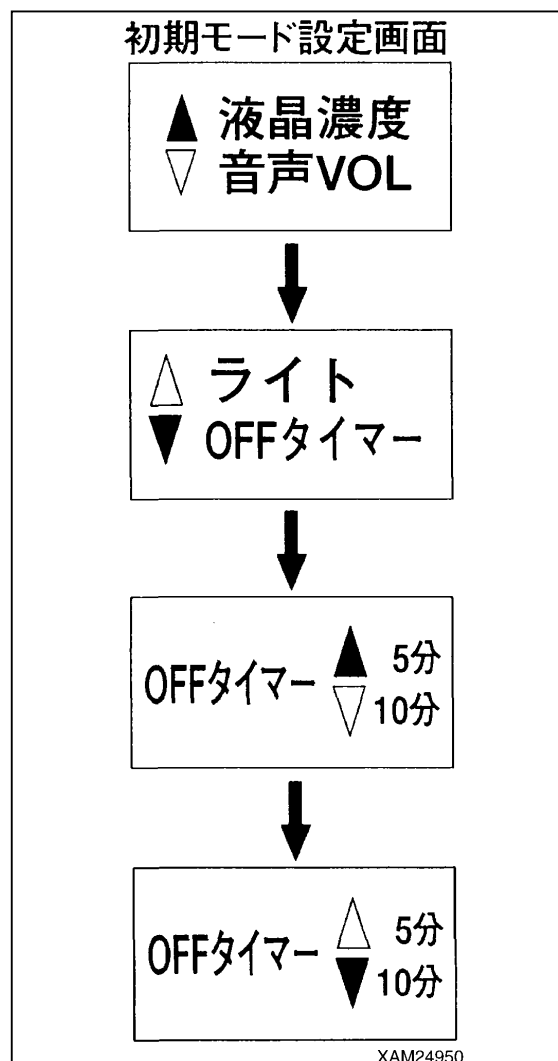 初期モード設定画面
▲ 液晶濃度
▽ 音声VOL
△ ライト
▼ OFFタイマー
OFFタイマー ▲ 5分
▽ 10分
OFFタイマー △ 5分
▼ 10分
XAM24950